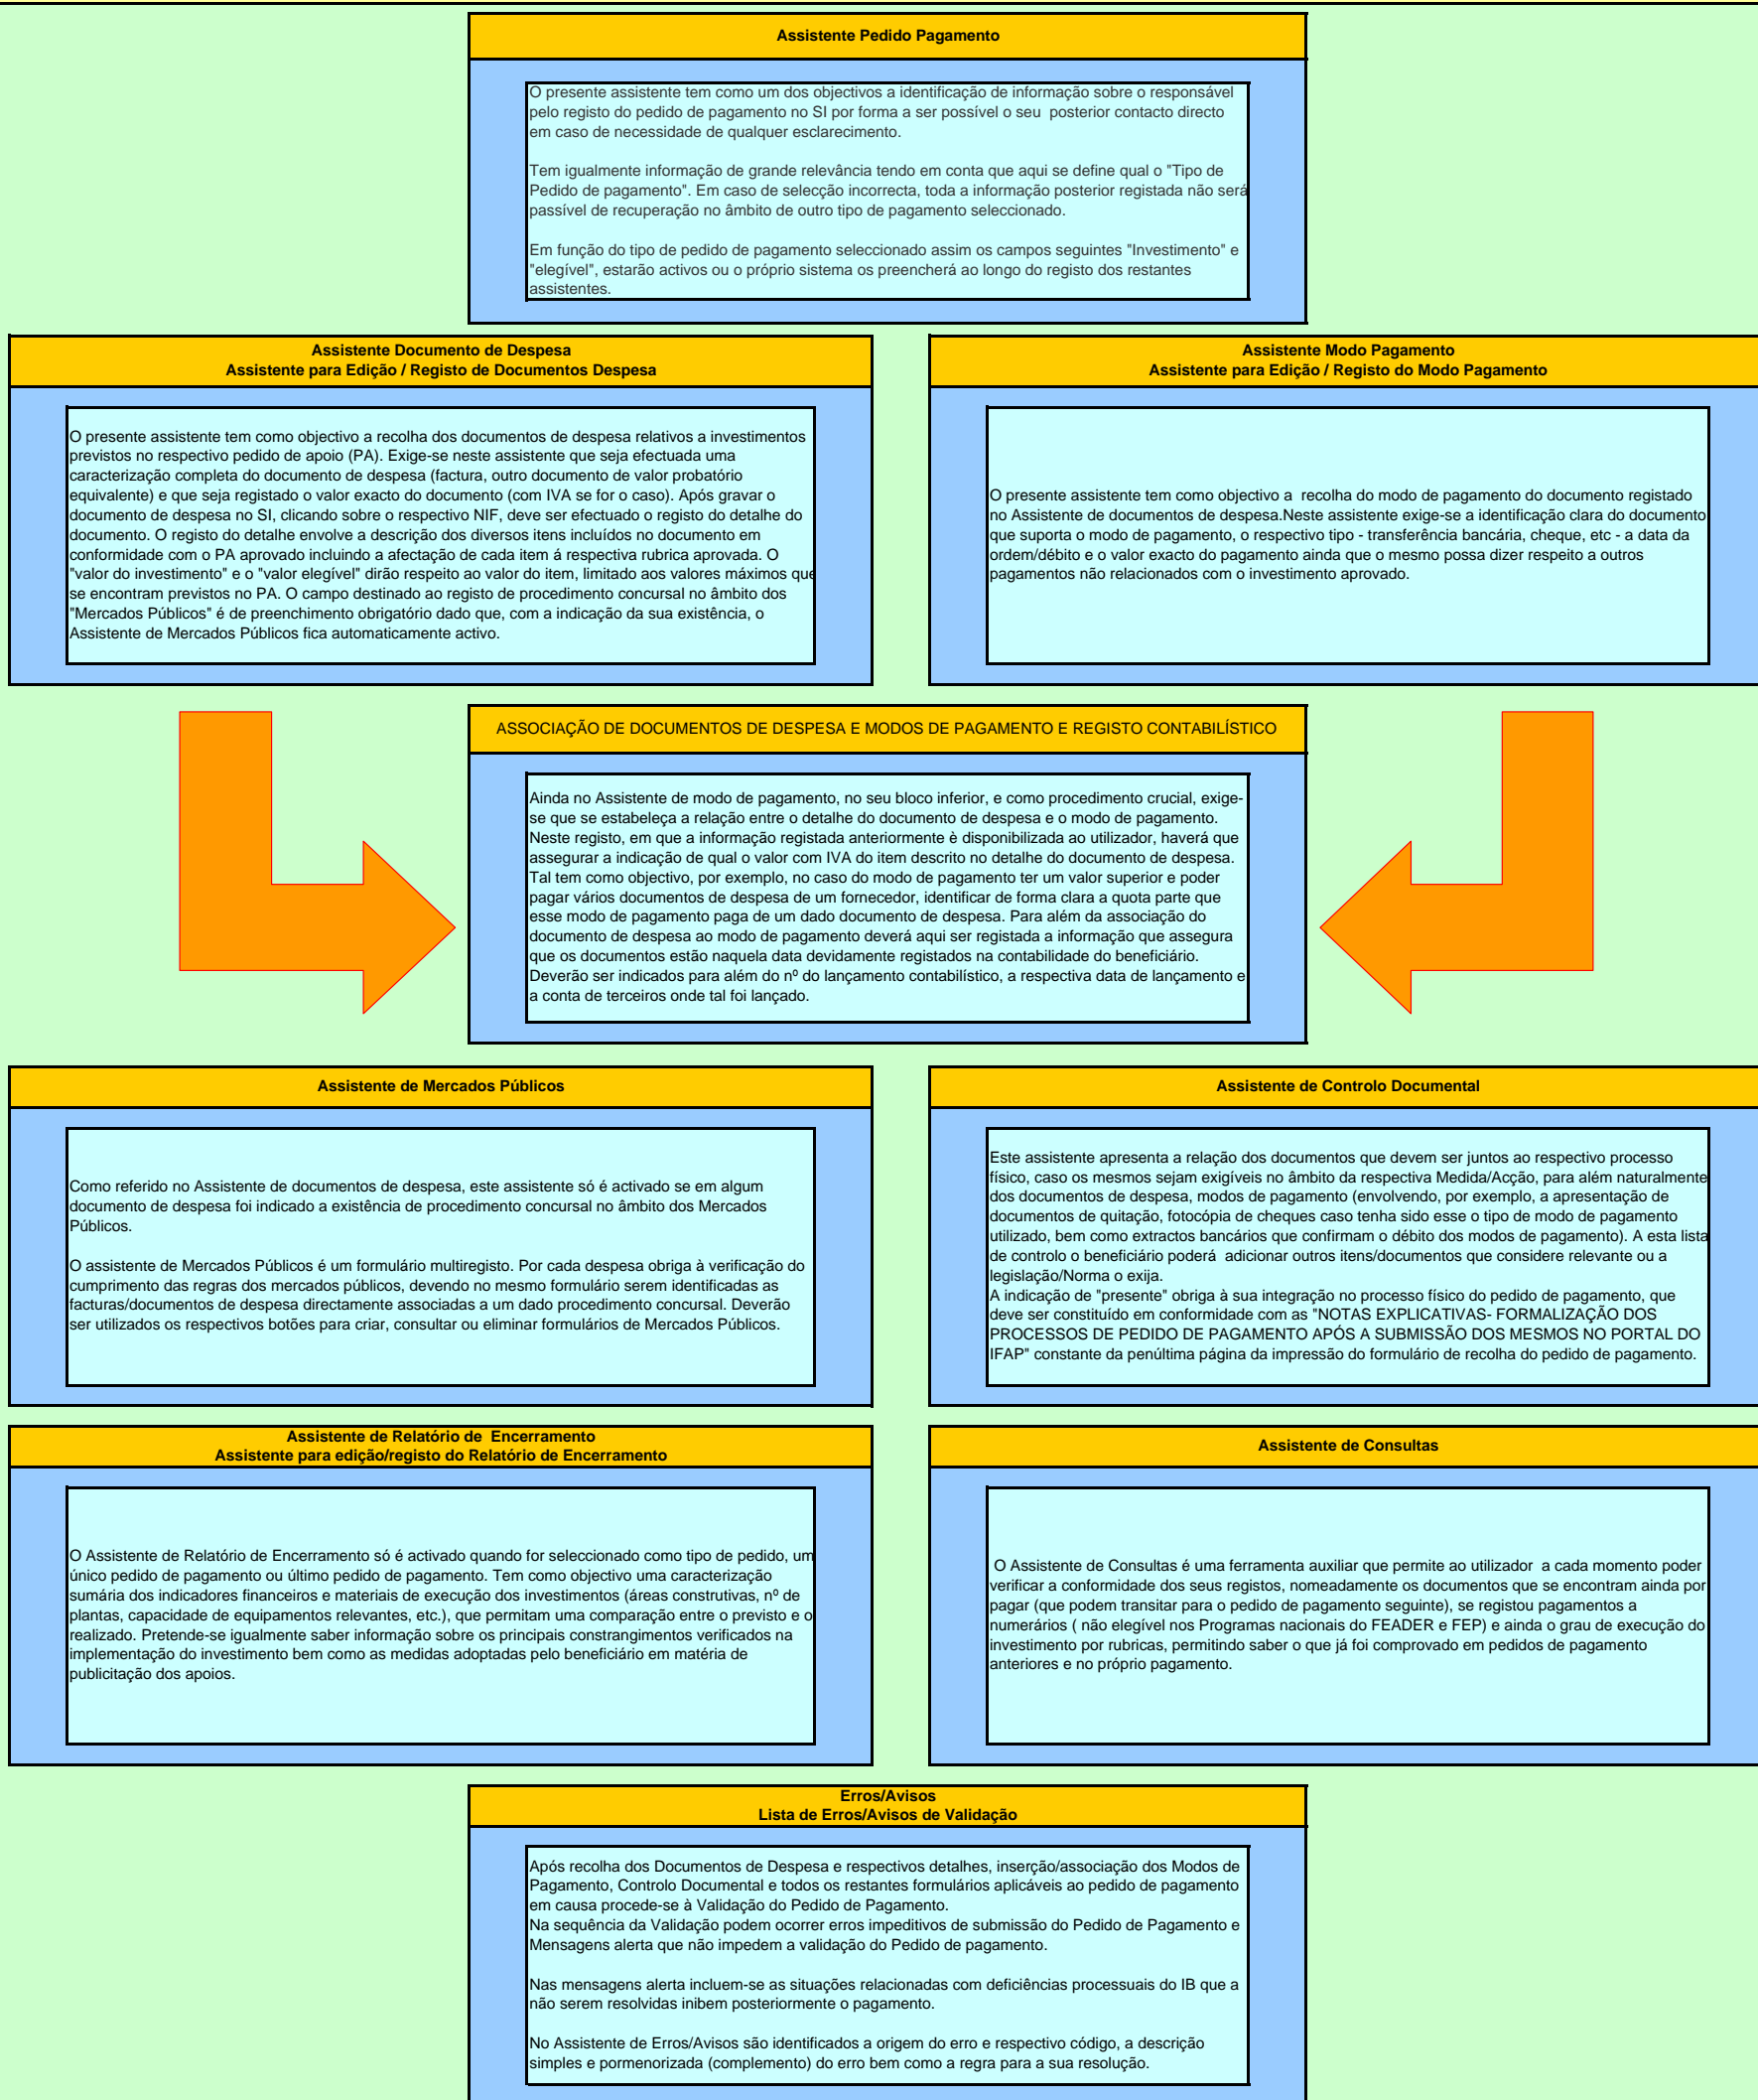 Assistente Pedido Pagamento
O presente assistente tem como um dos objectivos a identificação de informação sobre o responsável
pelo registo do pedido de pagamento no SI por forma a ser possível o seu  posterior contacto directo
em caso de necessidade de qualquer esclarecimento.
Tem igualmente informação de grande relevância tendo em conta que aqui se define qual o "Tipo de
Pedido de pagamento". Em caso de selecção incorrecta, toda a informação posterior registada não será
passível de recuperação no âmbito de outro tipo de pagamento seleccionado.
Em função do tipo de pedido de pagamento seleccionado assim os campos seguintes "Investimento" e
"elegível", estarão activos ou o próprio sistema os preencherá ao longo do registo dos restantes
assistentes.
Assistente Documento de Despesa
Assistente para Edição / Registo de Documentos Despesa
O presente assistente tem como objectivo a recolha dos documentos de despesa relativos a investimentos
previstos no respectivo pedido de apoio (PA). Exige-se neste assistente que seja efectuada uma
caracterização completa do documento de despesa (factura, outro documento de valor probatório
equivalente) e que seja registado o valor exacto do documento (com IVA se for o caso). Após gravar o
documento de despesa no SI, clicando sobre o respectivo NIF, deve ser efectuado o registo do detalhe do
documento. O registo do detalhe envolve a descrição dos diversos itens incluídos no documento em
conformidade com o PA aprovado incluindo a afectação de cada item á respectiva rubrica aprovada. O
"valor do investimento" e o "valor elegível" dirão respeito ao valor do item, limitado aos valores máximos que
se encontram previstos no PA. O campo destinado ao registo de procedimento concursal no âmbito dos
"Mercados Públicos" é de preenchimento obrigatório dado que, com a indicação da sua existência, o
Assistente de Mercados Públicos fica automaticamente activo.
Assistente Modo Pagamento
Assistente para Edição / Registo do Modo Pagamento
O presente assistente tem como objectivo a  recolha do modo de pagamento do documento registado
no Assistente de documentos de despesa.Neste assistente exige-se a identificação clara do documento
que suporta o modo de pagamento, o respectivo tipo - transferência bancária, cheque, etc - a data da
ordem/débito e o valor exacto do pagamento ainda que o mesmo possa dizer respeito a outros
pagamentos não relacionados com o investimento aprovado.
ASSOCIAÇÃO DE DOCUMENTOS DE DESPESA E MODOS DE PAGAMENTO E REGISTO CONTABILÍSTICO
Ainda no Assistente de modo de pagamento, no seu bloco inferior, e como procedimento crucial, exige-
se que se estabeleça a relação entre o detalhe do documento de despesa e o modo de pagamento.
Neste registo, em que a informação registada anteriormente è disponibilizada ao utilizador, haverá que
assegurar a indicação de qual o valor com IVA do item descrito no detalhe do documento de despesa.
Tal tem como objectivo, por exemplo, no caso do modo de pagamento ter um valor superior e poder
pagar vários documentos de despesa de um fornecedor, identificar de forma clara a quota parte que
esse modo de pagamento paga de um dado documento de despesa. Para além da associação do
documento de despesa ao modo de pagamento deverá aqui ser registada a informação que assegura
que os documentos estão naquela data devidamente registados na contabilidade do beneficiário.
Deverão ser indicados para além do nº do lançamento contabilístico, a respectiva data de lançamento e
a conta de terceiros onde tal foi lançado.
Assistente de Mercados Públicos
Como referido no Assistente de documentos de despesa, este assistente só é activado se em algum
documento de despesa foi indicado a existência de procedimento concursal no âmbito dos Mercados
Públicos.
O assistente de Mercados Públicos é um formulário multiregisto. Por cada despesa obriga à verificação do
cumprimento das regras dos mercados públicos, devendo no mesmo formulário serem identificadas as
facturas/documentos de despesa directamente associadas a um dado procedimento concursal. Deverão
ser utilizados os respectivos botões para criar, consultar ou eliminar formulários de Mercados Públicos.
Assistente de Controlo Documental
Este assistente apresenta a relação dos documentos que devem ser juntos ao respectivo processo
físico, caso os mesmos sejam exigíveis no âmbito da respectiva Medida/Acção, para além naturalmente
dos documentos de despesa, modos de pagamento (envolvendo, por exemplo, a apresentação de
documentos de quitação, fotocópia de cheques caso tenha sido esse o tipo de modo de pagamento
utilizado, bem como extractos bancários que confirmam o débito dos modos de pagamento). A esta lista
de controlo o beneficiário poderá  adicionar outros itens/documentos que considere relevante ou a
legislação/Norma o exija.
A indicação de "presente" obriga à sua integração no processo físico do pedido de pagamento, que
deve ser constituído em conformidade com as "NOTAS EXPLICATIVAS- FORMALIZAÇÃO DOS
PROCESSOS DE PEDIDO DE PAGAMENTO APÓS A SUBMISSÃO DOS MESMOS NO PORTAL DO
IFAP" constante da penúltima página da impressão do formulário de recolha do pedido de pagamento.
Assistente de Relatório de  Encerramento
Assistente para edição/registo do Relatório de Encerramento
O Assistente de Relatório de Encerramento só é activado quando for seleccionado como tipo de pedido, um
único pedido de pagamento ou último pedido de pagamento. Tem como objectivo uma caracterização
sumária dos indicadores financeiros e materiais de execução dos investimentos (áreas construtivas, nº de
plantas, capacidade de equipamentos relevantes, etc.), que permitam uma comparação entre o previsto e o
realizado. Pretende-se igualmente saber informação sobre os principais constrangimentos verificados na
implementação do investimento bem como as medidas adoptadas pelo beneficiário em matéria de
publicitação dos apoios.
Assistente de Consultas
O Assistente de Consultas é uma ferramenta auxiliar que permite ao utilizador  a cada momento poder
verificar a conformidade dos seus registos, nomeadamente os documentos que se encontram ainda por
pagar (que podem transitar para o pedido de pagamento seguinte), se registou pagamentos a
numerários ( não elegível nos Programas nacionais do FEADER e FEP) e ainda o grau de execução do
investimento por rubricas, permitindo saber o que já foi comprovado em pedidos de pagamento
anteriores e no próprio pagamento.
Erros/Avisos
Lista de Erros/Avisos de Validação
Após recolha dos Documentos de Despesa e respectivos detalhes, inserção/associação dos Modos de
Pagamento, Controlo Documental e todos os restantes formulários aplicáveis ao pedido de pagamento
em causa procede-se à Validação do Pedido de Pagamento.
Na sequência da Validação podem ocorrer erros impeditivos de submissão do Pedido de Pagamento e
Mensagens alerta que não impedem a validação do Pedido de pagamento.
Nas mensagens alerta incluem-se as situações relacionadas com deficiências processuais do IB que a
não serem resolvidas inibem posteriormente o pagamento.
No Assistente de Erros/Avisos são identificados a origem do erro e respectivo código, a descrição
simples e pormenorizada (complemento) do erro bem como a regra para a sua resolução.